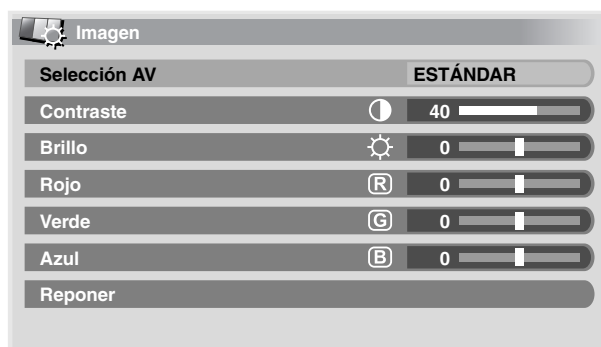 Imagen
Selección AV ESTÁNDAR
Contraste 40
Brillo 0
Rojo R 0
Verde G 0
Azul B 0
Reponer